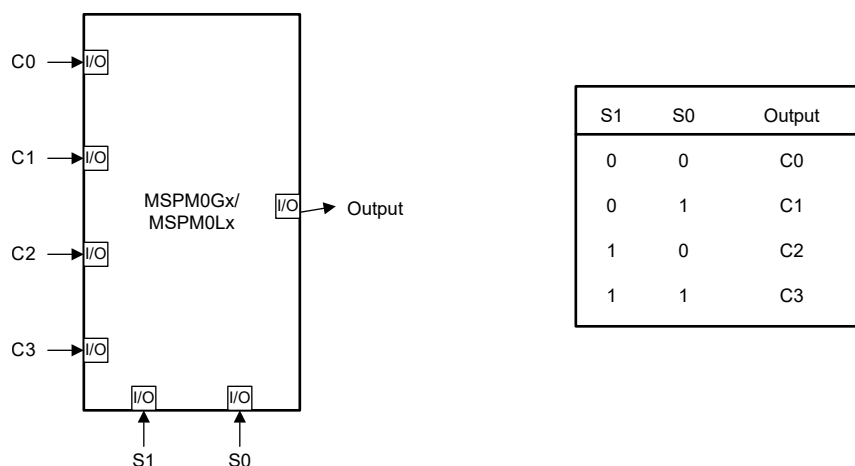 C0
I/O
C1
I/O
MSPM0Gx/
MSPM0Lx
I/O
Output
C2
I/O
C3
I/O
I/O
I/O
S1
S0
S1 S0 Output
0 0 C0
0 1 C1
1 0 C2
1 1 C3